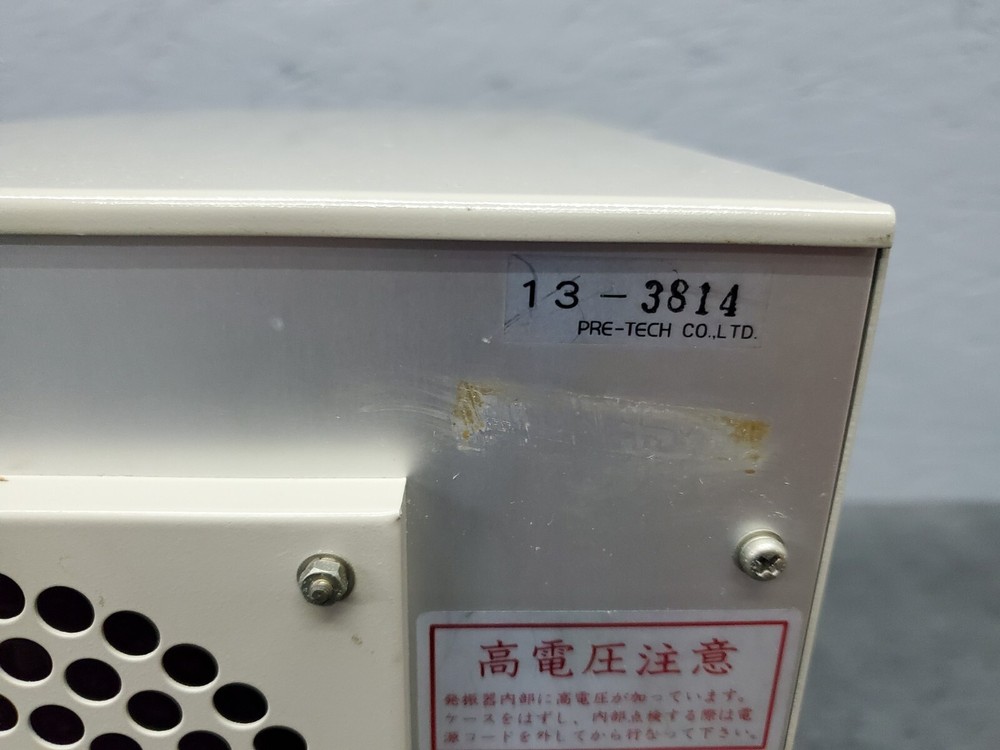 13-3814
PRE-TECH CO.,LTD.
高電圧注意
発振器内部に高電圧が加っています。
ケースをはずし、内部点検する際は電
源コードを外してから行なって下さい。